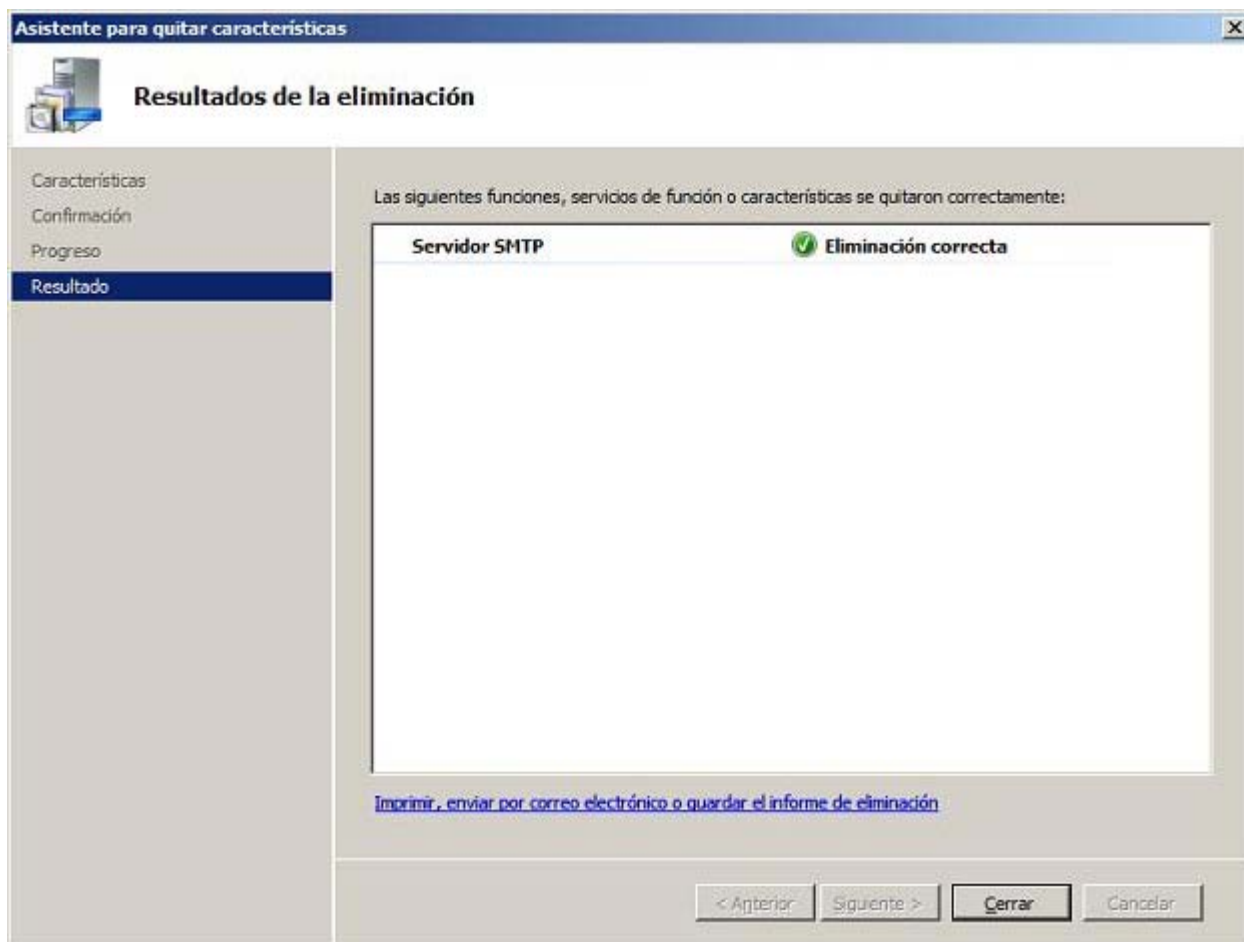 Asistente para quitar características
Resultados de la eliminación
Características
Confirmación
Progreso
Resultado
Las siguientes funciones, servicios de función o características se quitaron correctamente:
Servidor SMTP Eliminación correcta
Imprimir, enviar por correo electrónico o guardar el informe de eliminación
< Anterior Siguiente > Cerrar Cancelar